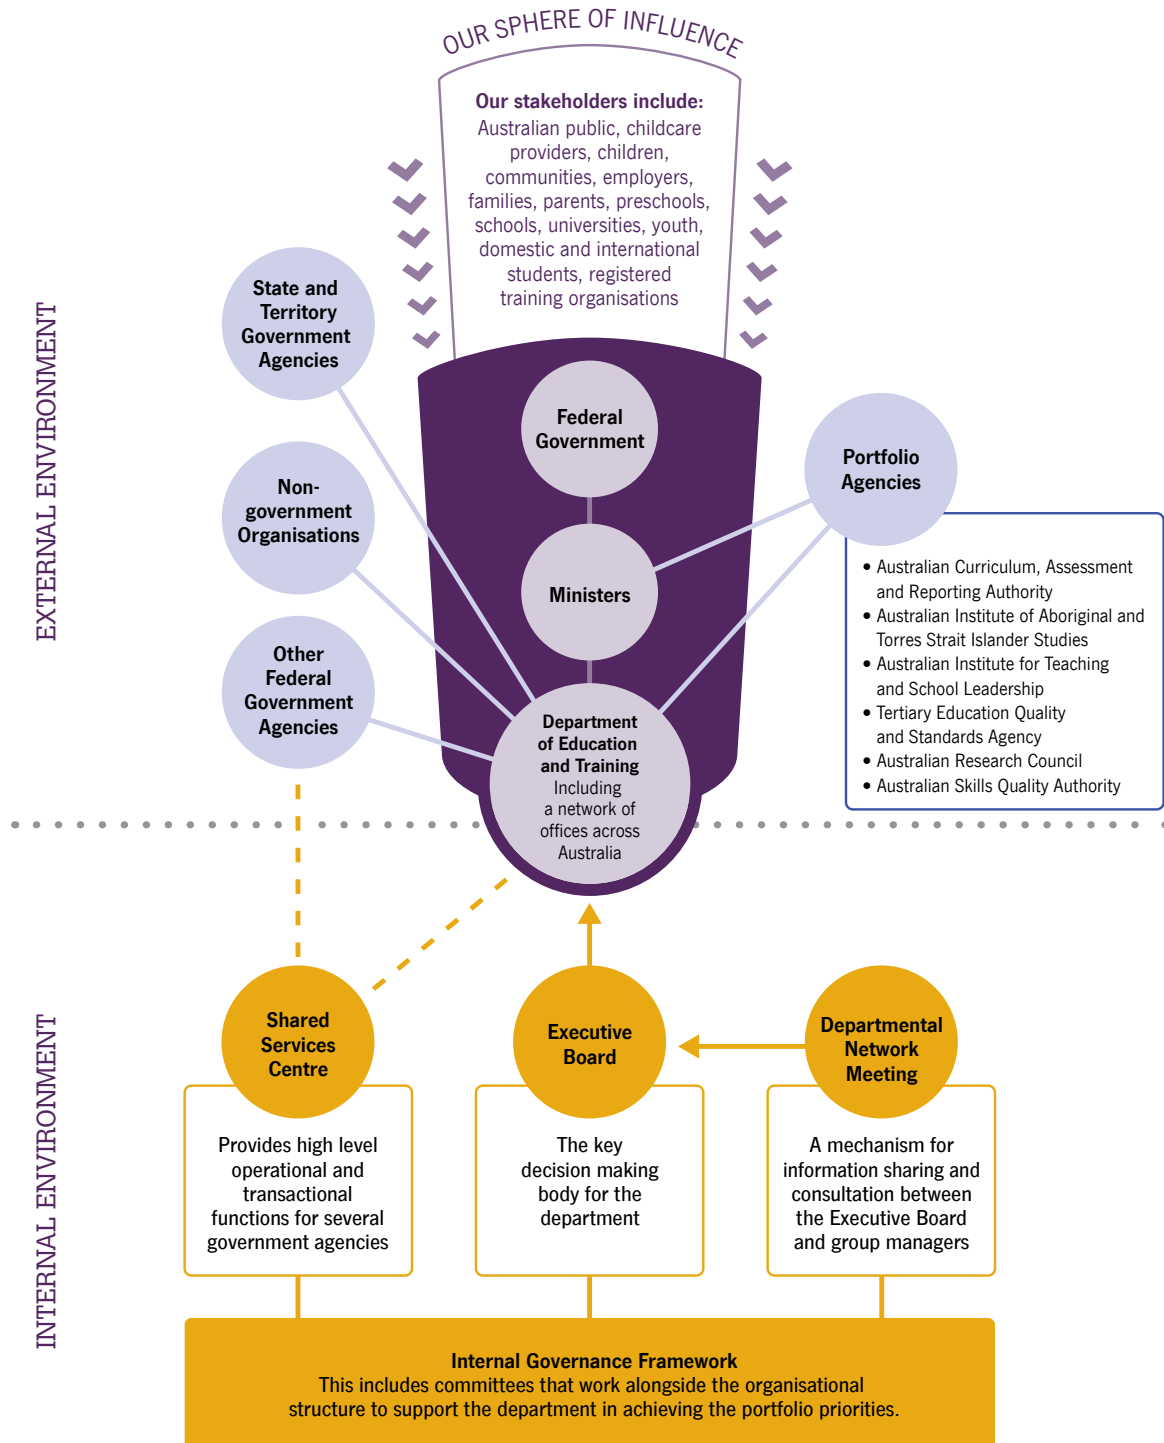 OUR SPHERE OF INFLUENCE
Our stakeholders include:
Australian public, childcare
providers, children,
communities, employers,
families, parents, preschools,
schools, universities, youth,
domestic and international
students, registered
training organisations
EXTERNAL ENVIRONMENT
State and
Territory
Government
Agencies
Non-
government
Organisations
Other
Federal
Government
Agencies
Federal
Government
Ministers
Department
of Education
and Training
Including
a network of
offices across
Australia
Portfolio
Agencies
• Australian Curriculum, Assessment
and Reporting Authority
• Australian Institute of Aboriginal and
Torres Strait Islander Studies
• Australian Institute for Teaching
and School Leadership
• Tertiary Education Quality
and Standards Agency
• Australian Research Council
• Australian Skills Quality Authority
INTERNAL ENVIRONMENT
Shared
Services
Centre
Provides high level
operational and
transactional
functions for several
government agencies
Executive
Board
The key
decision making
body for the
department
Departmental
Network
Meeting
A mechanism for
information sharing and
consultation between
the Executive Board
and group managers
Internal Governance Framework
This includes committees that work alongside the organisational
structure to support the department in achieving the portfolio priorities.